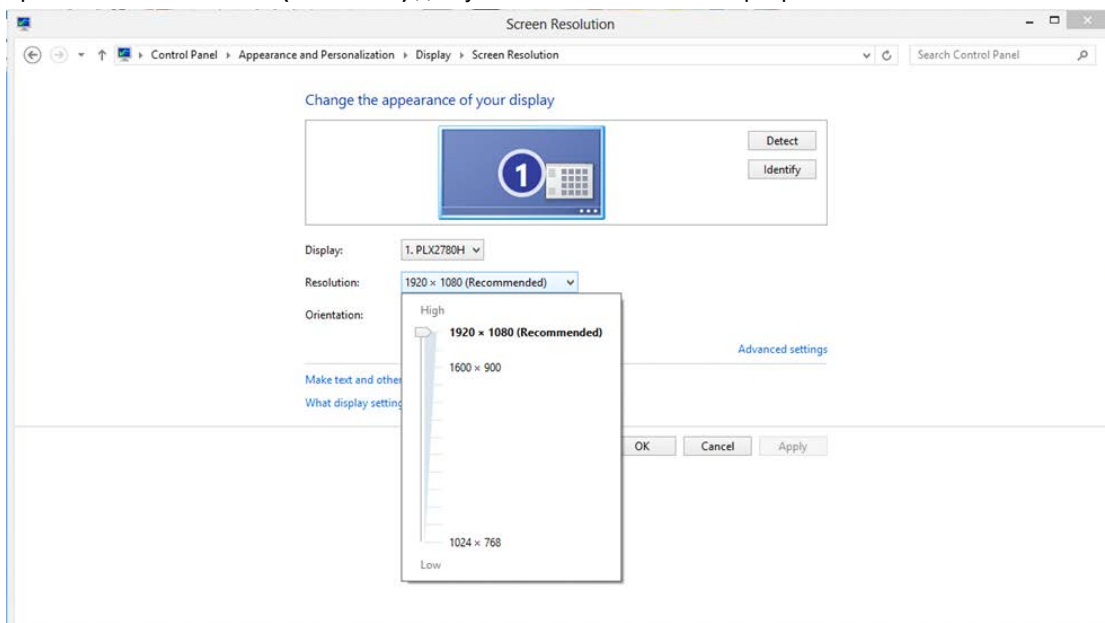 Screen Resolution
Control Panel Appearance and Personalization Display Screen Resolution
Search Control Panel
Change the appearance of your display
1
Detect
Identify
Display: 1. PLX2780H
Resolution: 1920 × 1080 (Recommended)
Orientation:
High
1920 × 1080 (Recommended)
1600 × 900
1024 × 768
Low
Advanced settings
Make text and other
What display setting
OK Cancel Apply